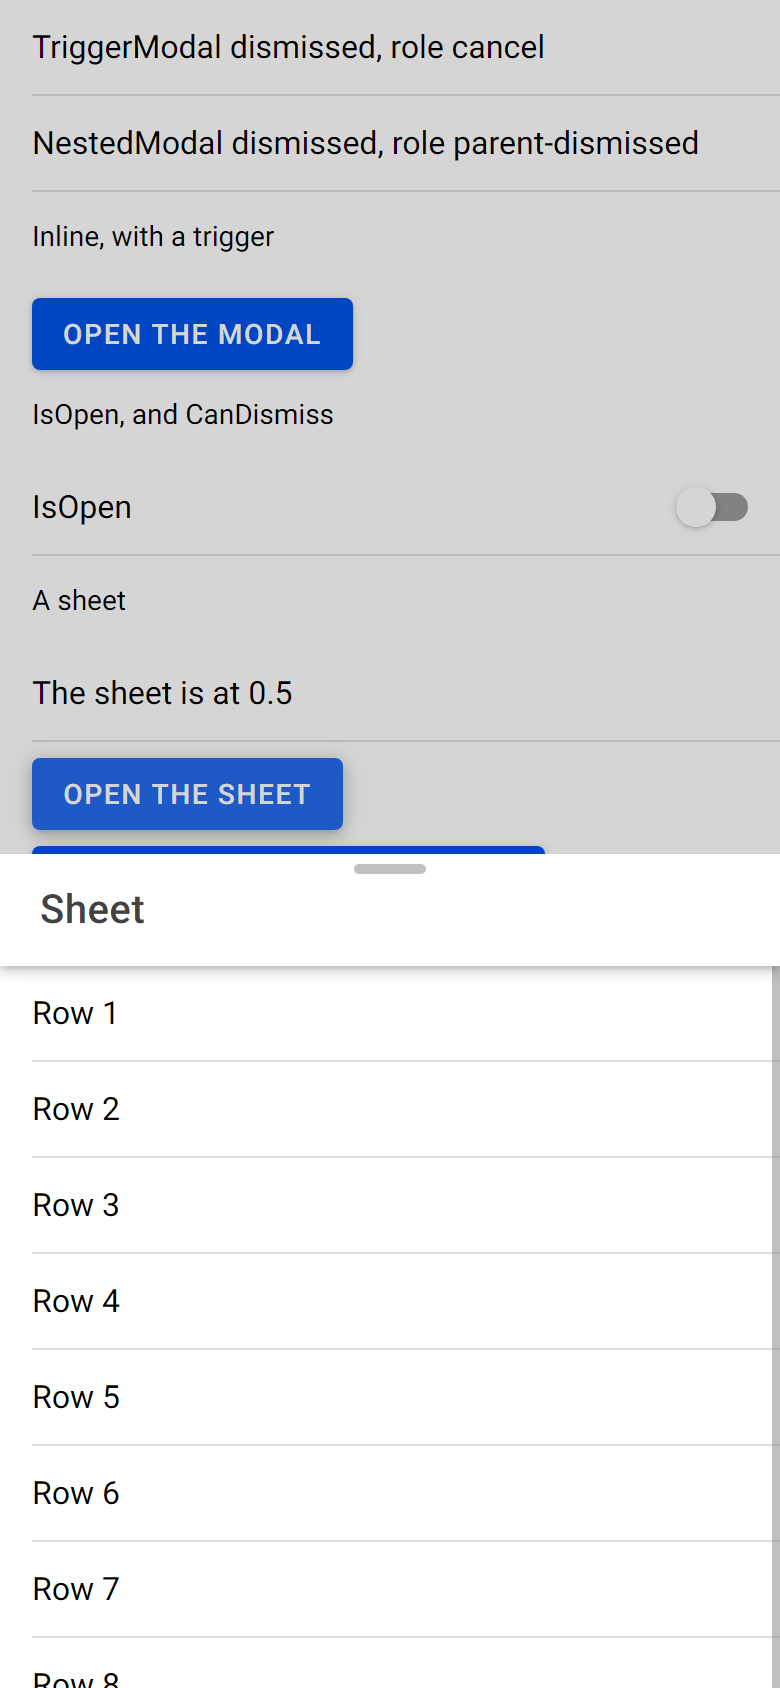 TriggerModal dismissed, role cancel
NestedModal dismissed, role parent-dismissed
Inline, with a trigger
OPEN THE MODAL
IsOpen, and CanDismiss
IsOpen
A sheet
The sheet is at 0.5
OPEN THE SHEET
Sheet
Row 1
Row 2
Row 3
Row 4
Row 5
Row 6
Row 7
Row 8